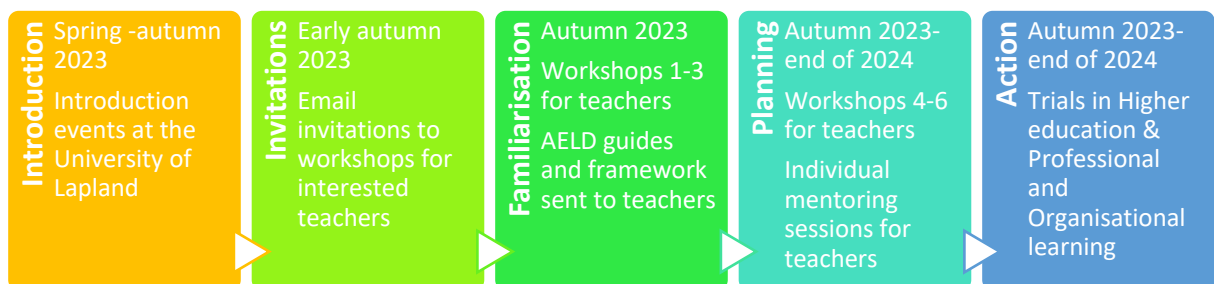 Introduction
Spring -autumn
2023
Introduction
events at the
University of
Lapland
Invitations
Early autumn
2023
Email
invitations to
workshops for
interested
teachers
Familiarisation
Autumn 2023
Workshops 1-3
for teachers
AELD guides
and framework
sent to teachers
Planning
Autumn 2023-
end of 2024
Workshops 4-6
for teachers
Individual
mentoring
sessions for
teachers
Action
Autumn 2023-
end of 2024
Trials in Higher
education &
Professional
and
Organisational
learning